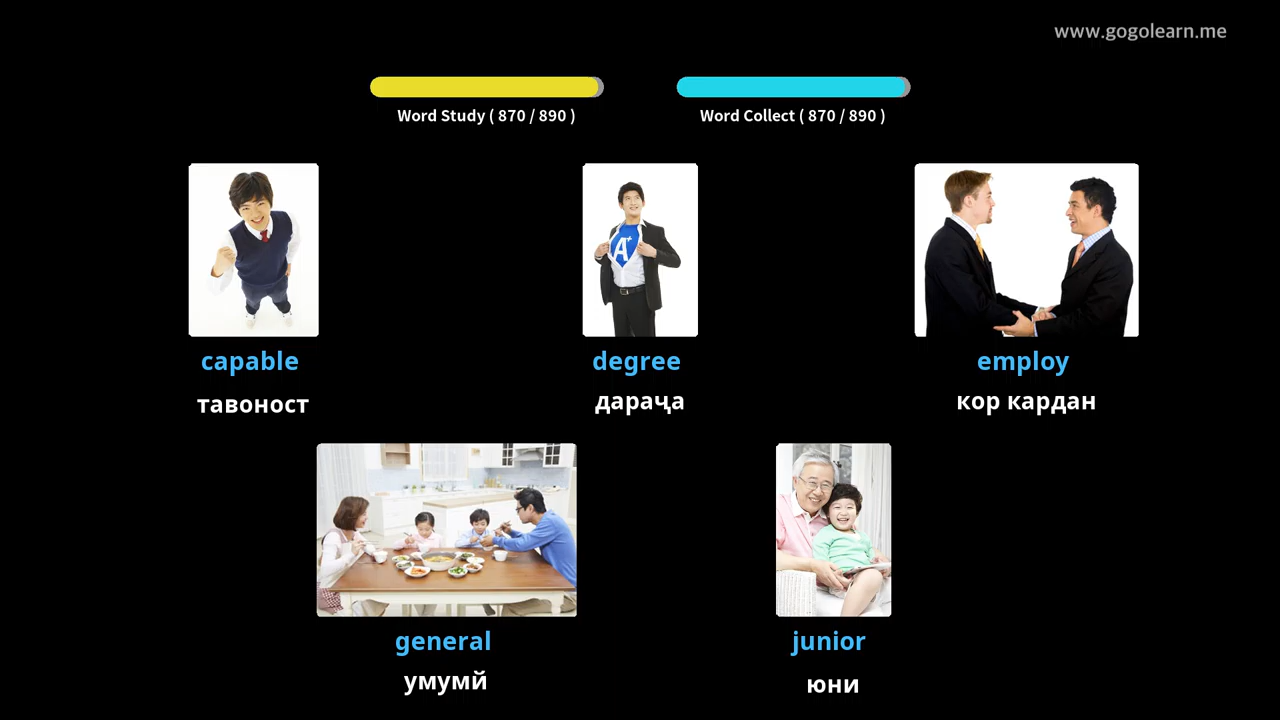 www.gogolearn.me
Word Study ( 870 / 890 )
Word Collect ( 870 / 890 )
A+
capable
degree
employ
тавоност
дараҷа
кор кардан
general
junior
умумӣ
юни